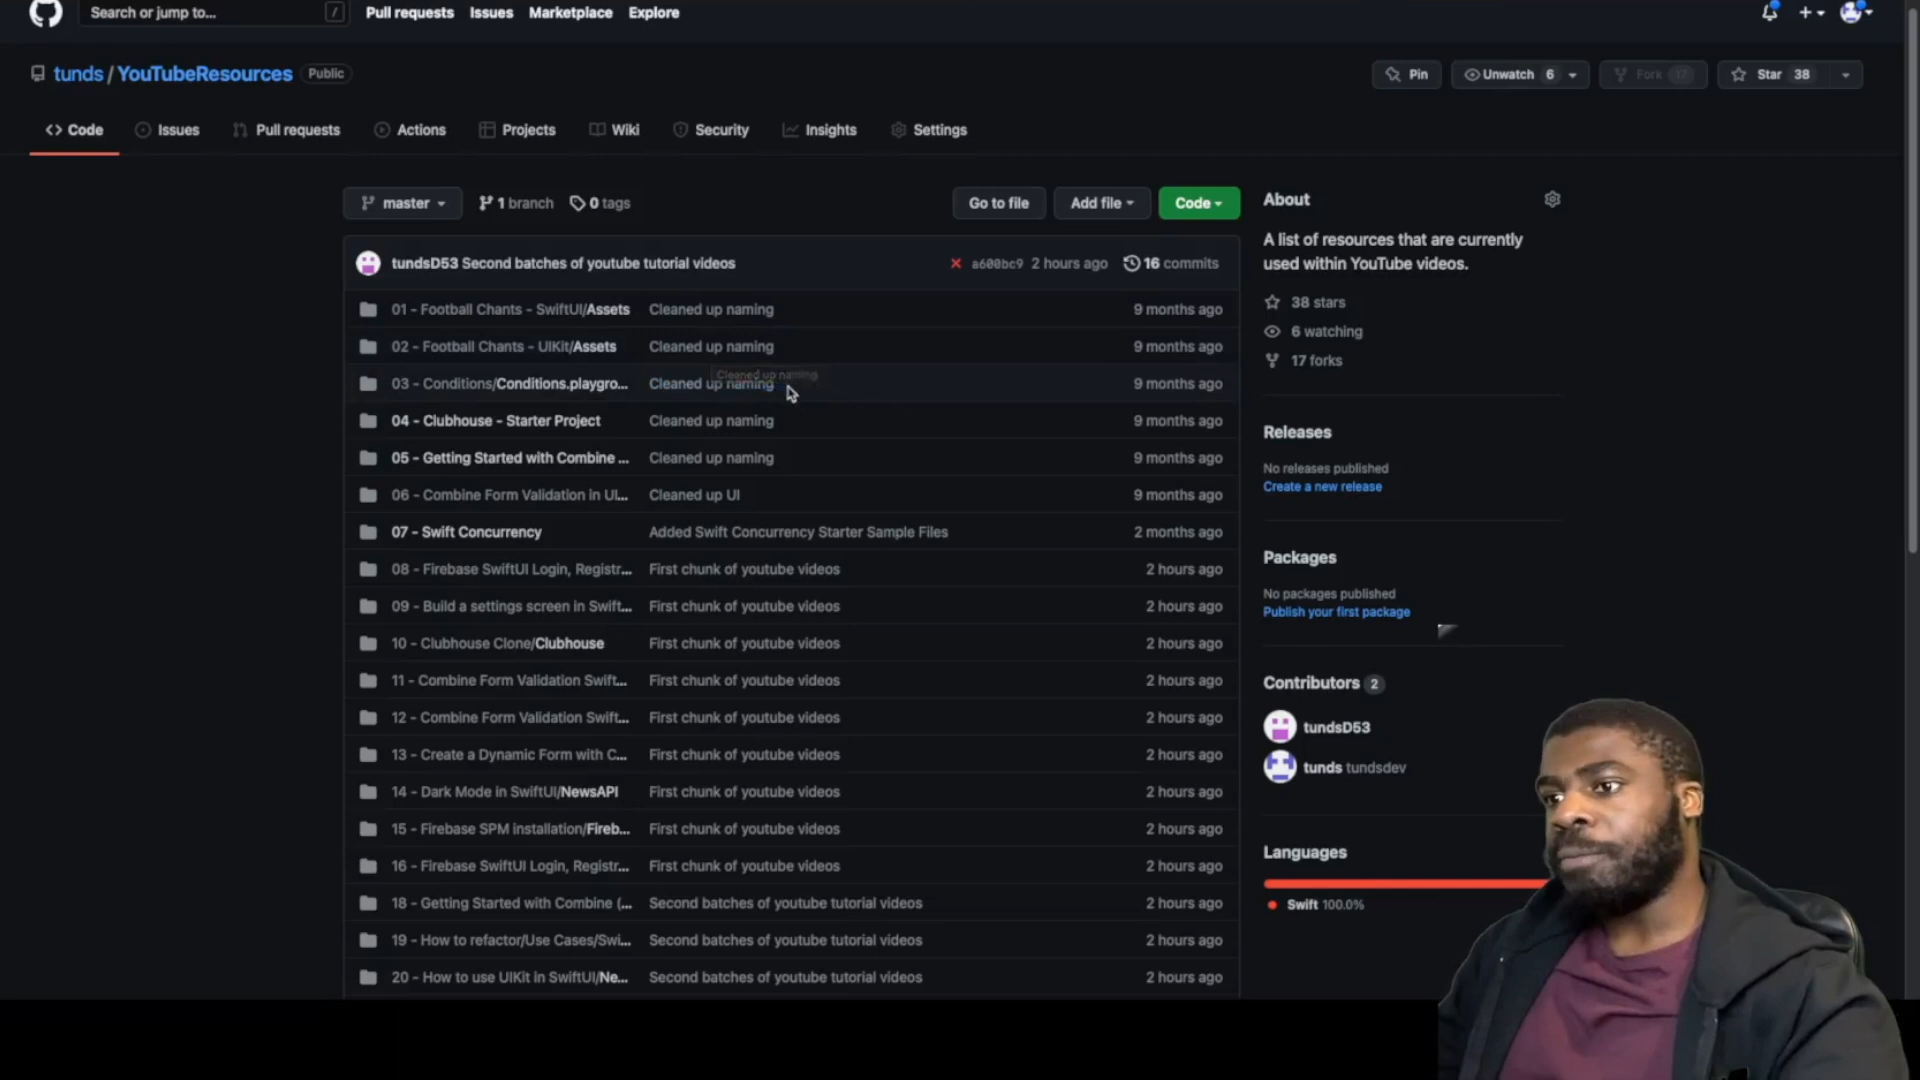 Search or jump to... /
Pull requests Issues Marketplace Explore
tunds / YouTubeResources Public
Pin Unwatch 6 Fork 17 Star 38
Code Issues Pull requests Actions Projects Wiki Security Insights Settings
master 1 branch 0 tags Go to file Add file Code
tundsD53 Second batches of youtube tutorial videos a600bc9 2 hours ago 16 commits
01 - Football Chants - SwiftUI/Assets Cleaned up naming 9 months ago
02 - Football Chants - UIKit/Assets Cleaned up naming 9 months ago
Cleaned up naming
03 - Conditions/Conditions.playgro... Cleaned up naming 9 months ago
04 - Clubhouse - Starter Project Cleaned up naming 9 months ago
05 - Getting Started with Combine ... Cleaned up naming 9 months ago
06 - Combine Form Validation in UI... Cleaned up UI 9 months ago
07 - Swift Concurrency Added Swift Concurrency Starter Sample Files 2 months ago
08 - Firebase SwiftUI Login, Registr... First chunk of youtube videos 2 hours ago
09 - Build a settings screen in Swift... First chunk of youtube videos 2 hours ago
10 - Clubhouse Clone/Clubhouse First chunk of youtube videos 2 hours ago
11 - Combine Form Validation Swift... First chunk of youtube videos 2 hours ago
12 - Combine Form Validation Swift... First chunk of youtube videos 2 hours ago
13 - Create a Dynamic Form with C... First chunk of youtube videos 2 hours ago
14 - Dark Mode in SwiftUI/NewsAPI First chunk of youtube videos 2 hours ago
15 - Firebase SPM installation/Fireb... First chunk of youtube videos 2 hours ago
16 - Firebase SwiftUI Login, Registr... First chunk of youtube videos 2 hours ago
18 - Getting Started with Combine (... Second batches of youtube tutorial videos 2 hours ago
19 - How to refactor/Use Cases/Swi... Second batches of youtube tutorial videos 2 hours ago
20 - How to use UIKit in SwiftUI/Ne... Second batches of youtube tutorial videos 2 hours ago
About
A list of resources that are currently
used within YouTube videos.
38 stars
6 watching
17 forks
Releases
No releases published
Create a new release
Packages
No packages published
Publish your first package
Contributors 2
tundsD53
tunds tundsdev
Languages
Swift 100.0%